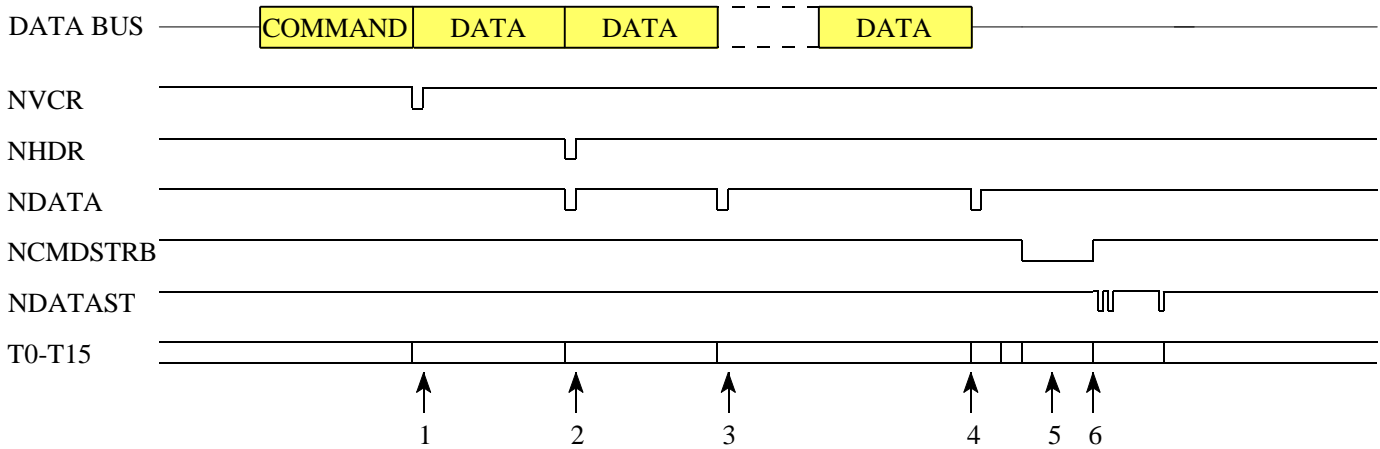 DATA BUS COMMAND DATA DATA DATA
NVCR
NHDR
NDATA
NCMDSTRB
NDATAST
T0-T15
1 2 3 4 5 6